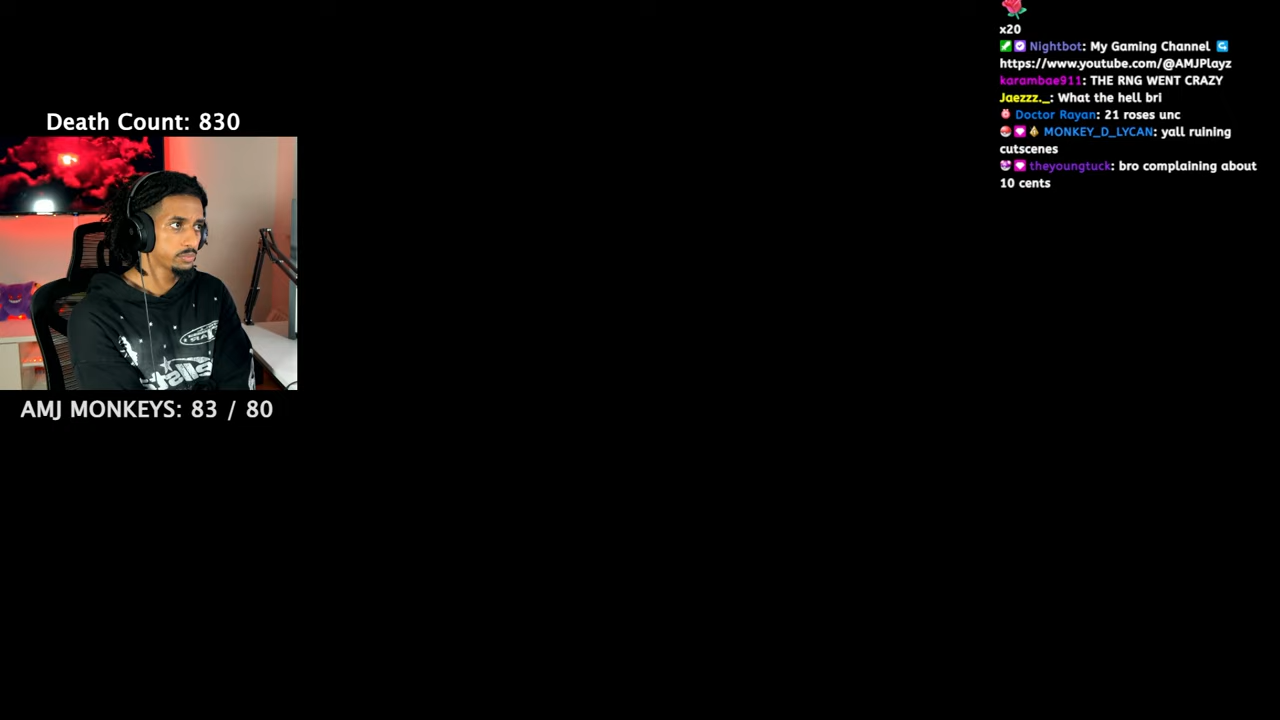 x20
Nightbot: My Gaming Channel
https://www.youtube.com/@AMJPlayz
karambae911: THE RNG WENT CRAZY
Jaezzz._: What the hell bri
Doctor Rayan: 21 roses unc
MONKEY_D_LYCAN: yall ruining
cutscenes
theyoungtuck: bro complaining about
10 cents
Death Count: 830
AMJ MONKEYS: 83 / 80